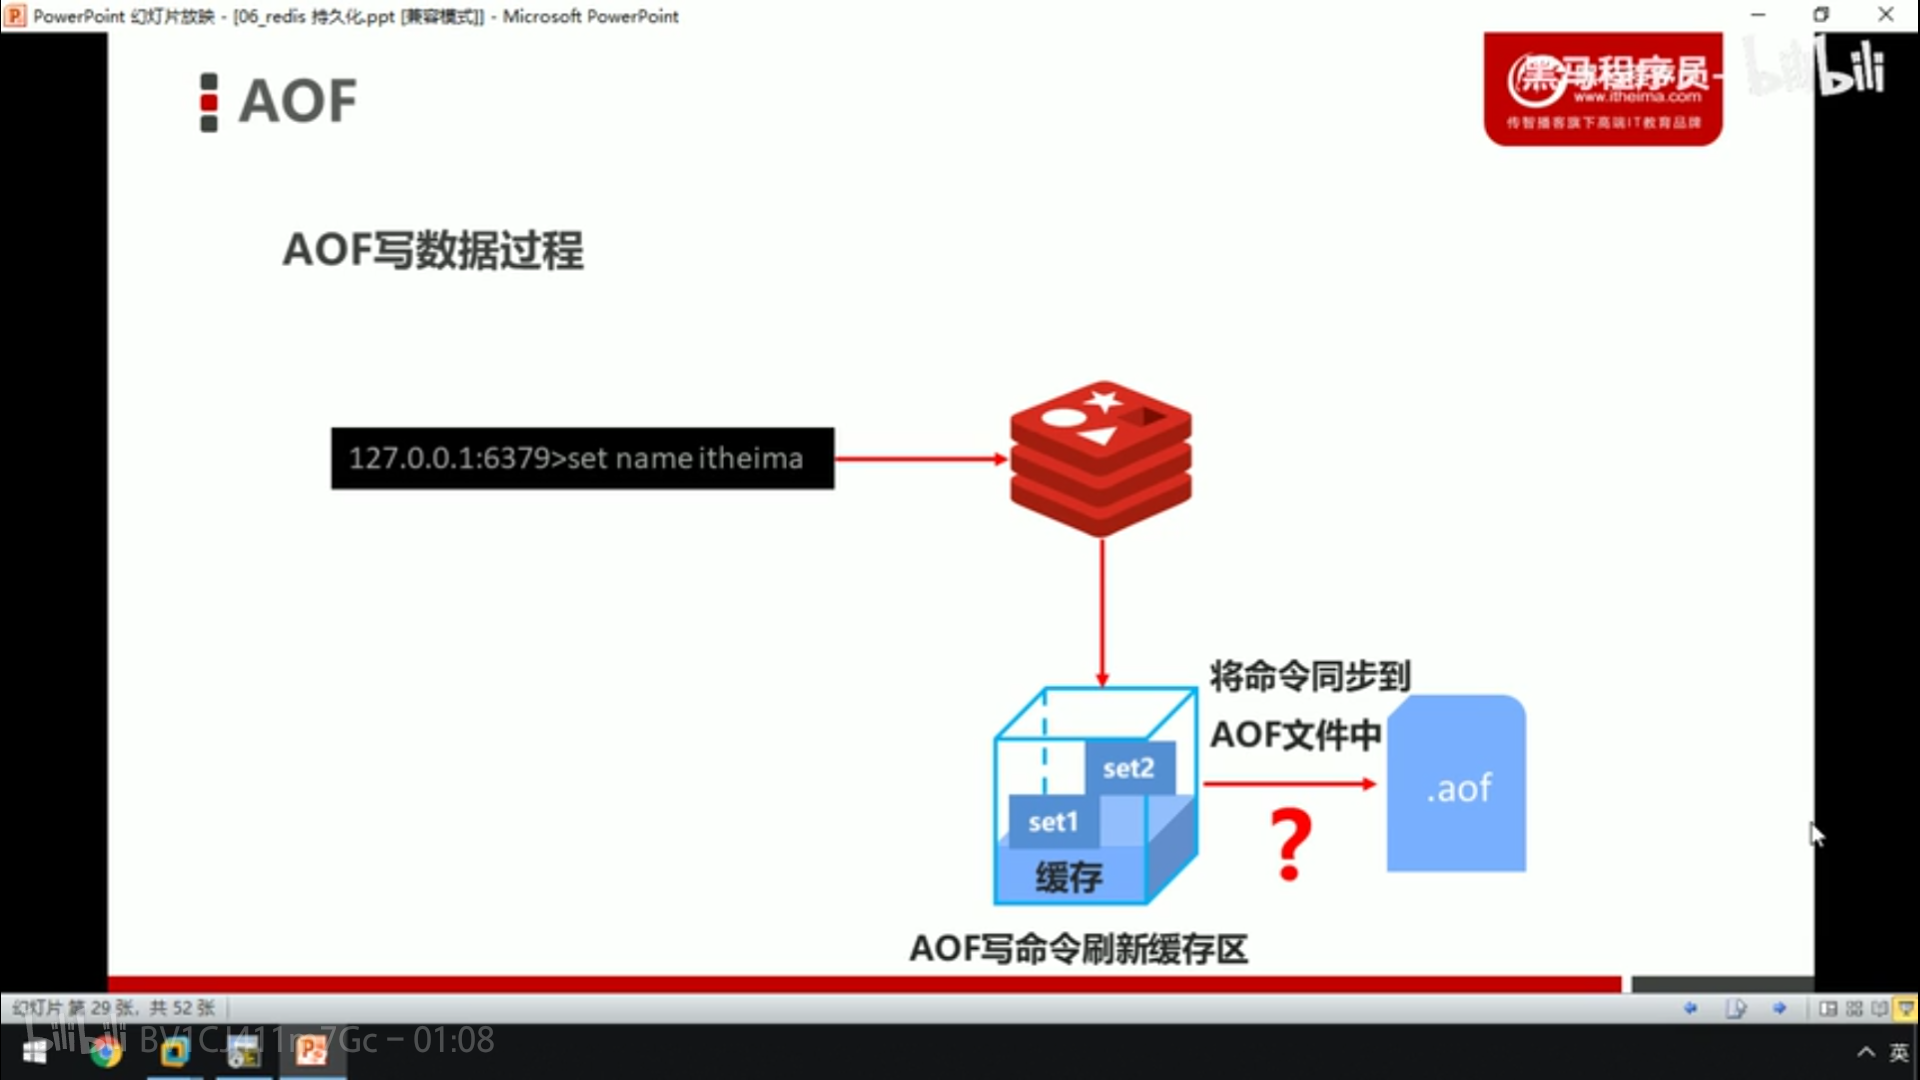 PowerPoint 幻灯片放映 - [06_redis 持久化.ppt [兼容模式]] - Microsoft PowerPoint
AOF
黑马程序员-
bilibili
www.itheima.com
传智播客旗下高端IT教育品牌
AOF写数据过程
127.0.0.1:6379>set name itheima
将命令同步到
AOF文件中
set2
set1
缓存
?
.aof
AOF写命令刷新缓存区
幻灯片 第 29 张，共 52 张
bilibili
英